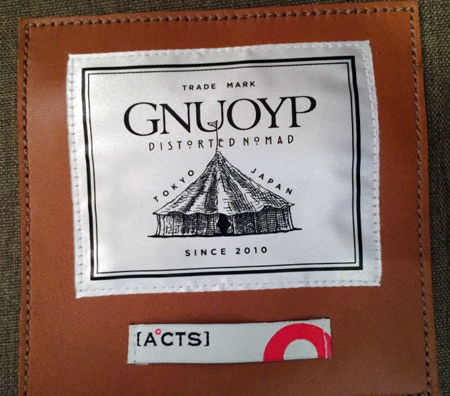 TRADE MARK
GNUOYP
DISTORTED NOMAD
TOKYO JAPAN
SINCE 2010
[A°CTS]